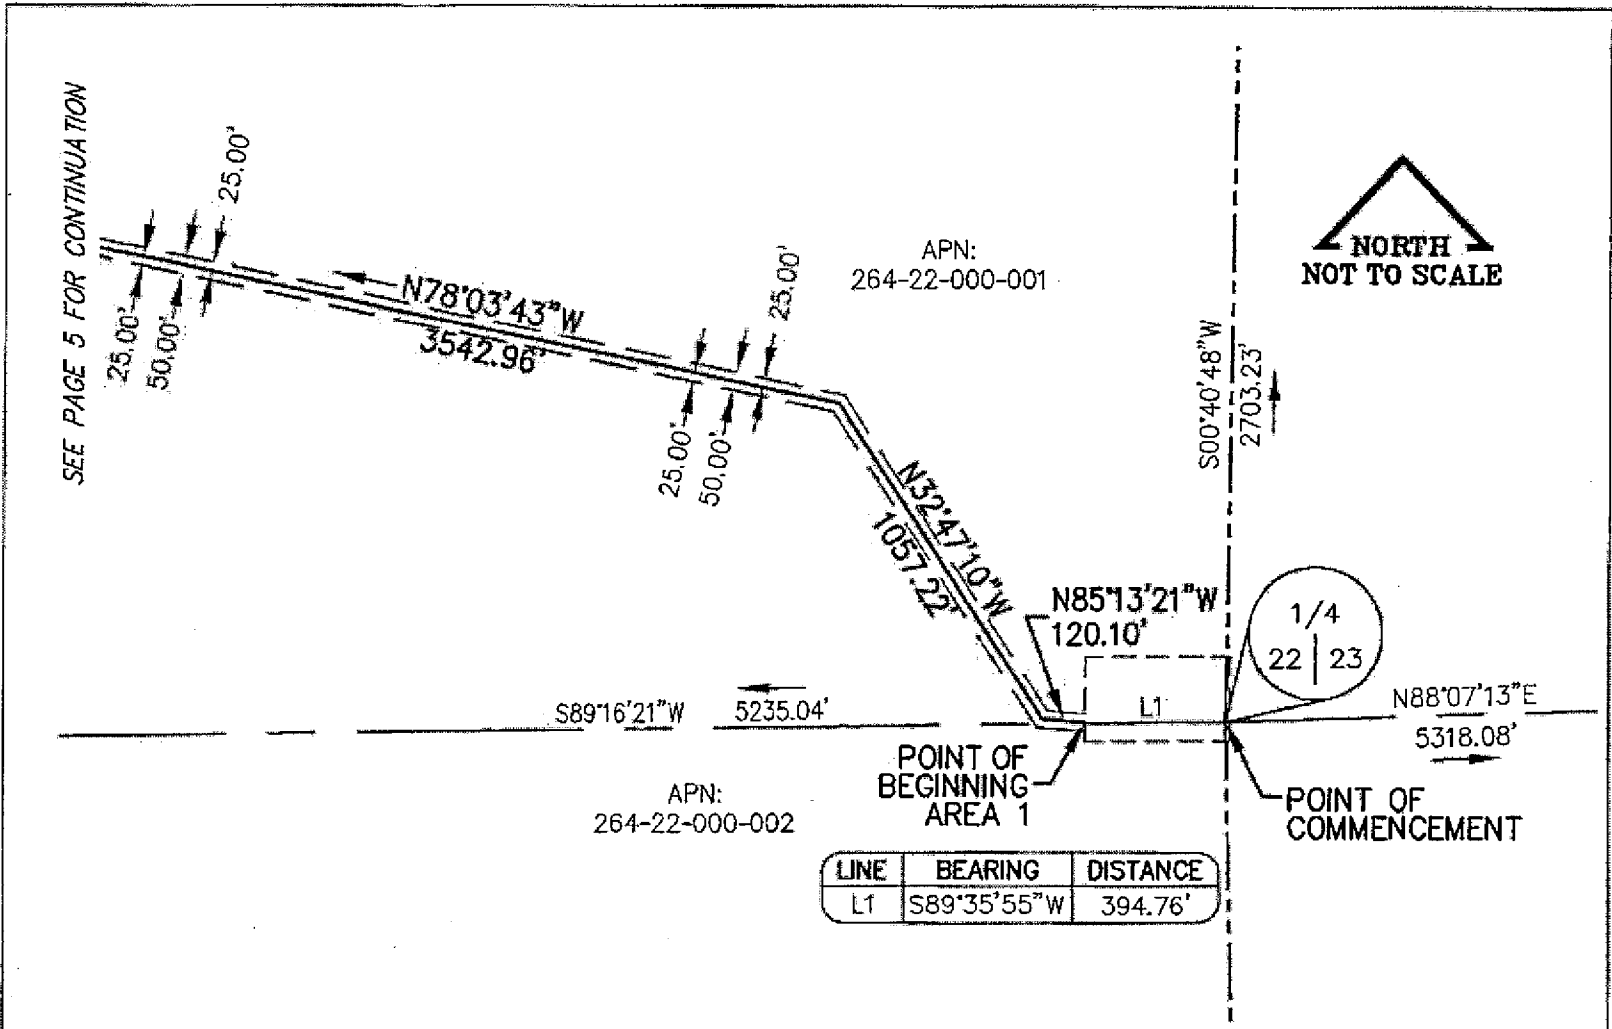 SEE PAGE 5 FOR CONTINUATION
25.00'
25.00'
50.00'
N78°03'43"W
3542.96'
25.00'
25.00'
50.00'
APN:
264-22-000-001
NORTH
NOT TO SCALE
S00°40'48"W
2703.23'
N32°47'10"W
1057.22'
N85°13'21"W
120.10'
1/4
22 23
L1
S89°16'21"W
5235.04'
N88°07'13"E
5318.08'
POINT OF
BEGINNING
AREA 1
POINT OF
COMMENCEMENT
APN:
264-22-000-002
LINE BEARING DISTANCE
L1 S89°35'55"W 394.76'